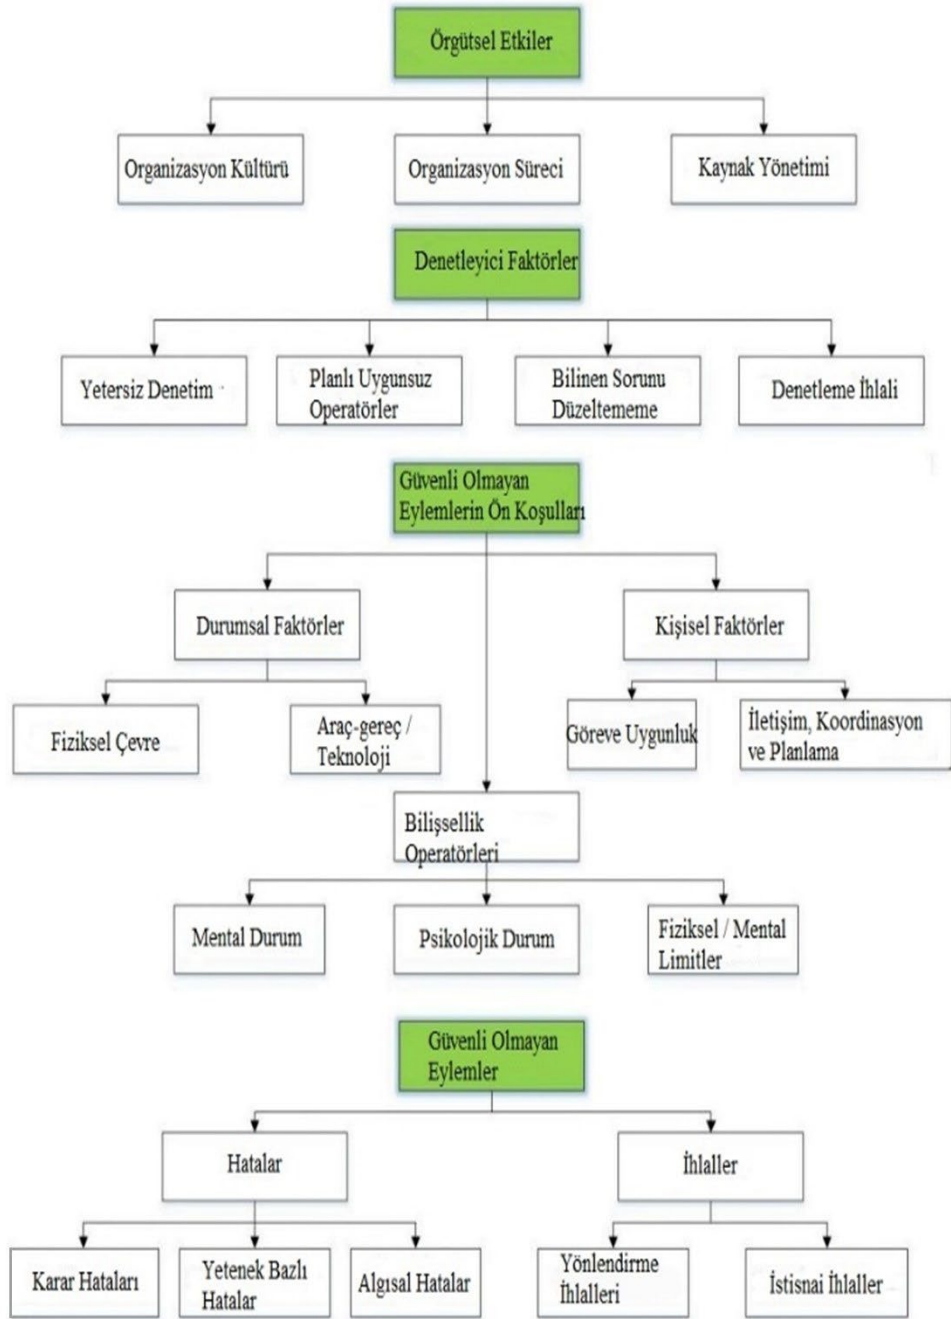 Örgütsel Etkiler
Organizasyon Kültürü
Organizasyon Süreci
Kaynak Yönetimi
Denetleyici Faktörler
Yetersiz Denetim
Planlı Uygunsuz
Operatörler
Bilinen Sorunu
Düzeltememe
Denetleme İhlali
Güvenli Olmayan
Eylemlerin Ön Koşulları
Durumsal Faktörler
Kişisel Faktörler
Fiziksel Çevre
Araç-gereç /
Teknoloji
Göreve Uygunluk
İletişim, Koordinasyon
ve Planlama
Bilişsellik
Operatörleri
Mental Durum
Psikolojik Durum
Fiziksel / Mental
Limitler
Güvenli Olmayan
Eylemler
Hatalar
İhlaller
Karar Hataları
Yetenek Bazlı
Hatalar
Algısal Hatalar
Yönlendirme
İhlalleri
İstisnai İhlaller